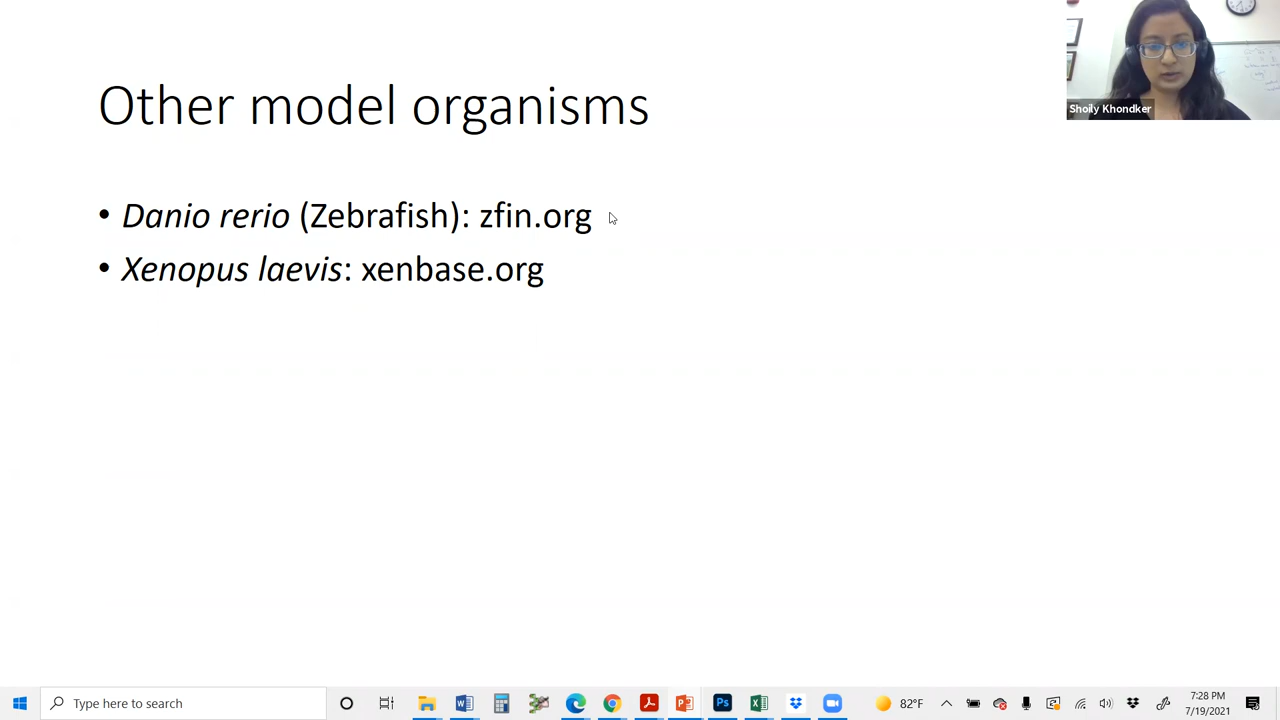 Other model organisms
Shoily Khondker
• Danio rerio (Zebrafish): zfin.org
• Xenopus laevis: xenbase.org
Type here to search
82°F
7:28 PM
7/19/2021